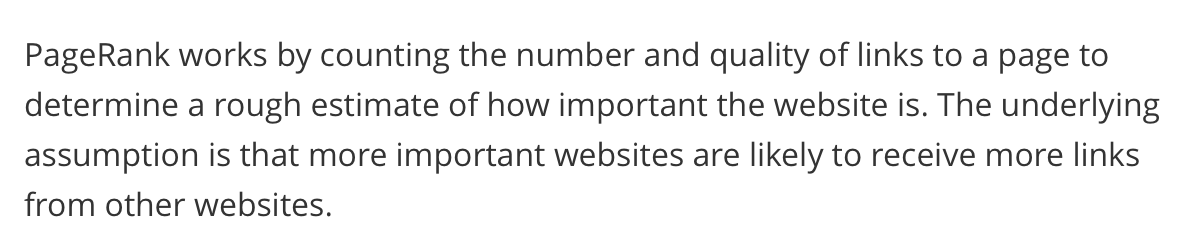 PageRank works by counting the number and quality of links to a page to
determine a rough estimate of how important the website is. The underlying
assumption is that more important websites are likely to receive more links
from other websites.